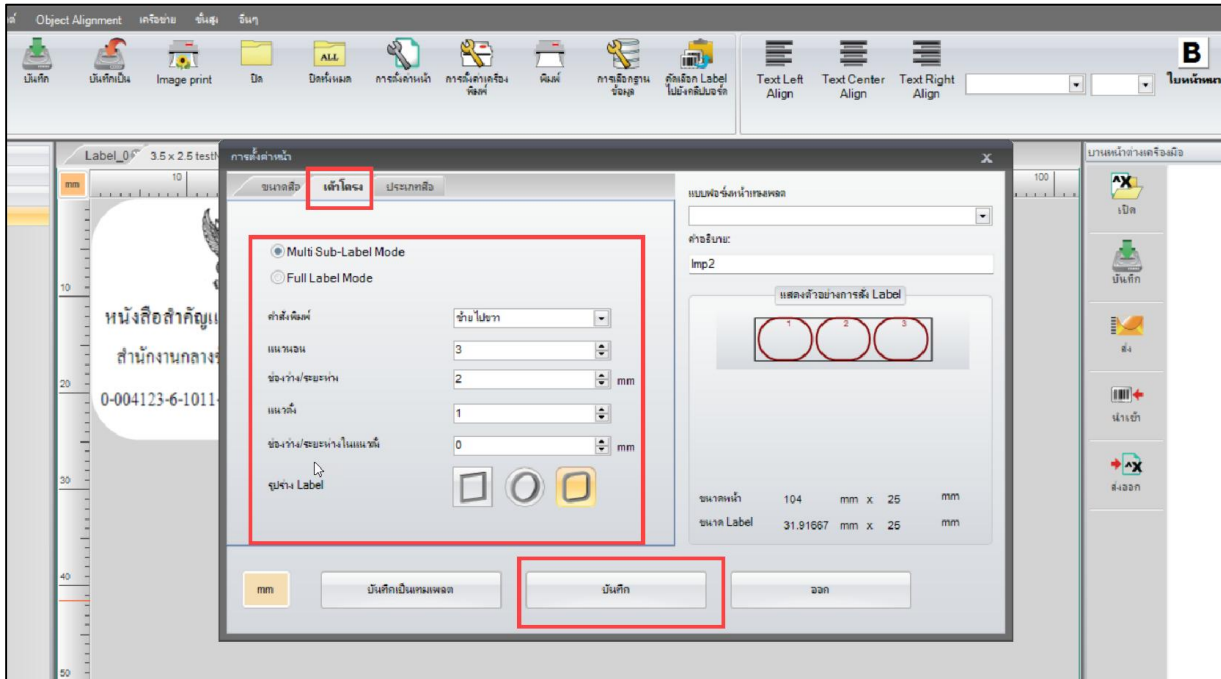 Object Alignment เครือข่าย ขั้นสูง อื่นๆ
บันทึก บันทึกเป็น Image print ปิด ปิดทั้งหมด การตั้งค่าหน้า การตั้งค่าเครื่องพิมพ์ พิมพ์ การเลือกฐานข้อมูล คัดเลือก Label ไปยังคลิปบอร์ด Text Left Align Text Center Align Text Right Align
ALL
B
Label_0 3.5 x 2.5 test
การตั้งค่าหน้า x
บานหน้าต่างเครื่องมือ
mm 10 100
ขนาดสื่อ เค้าโครง ประเภทสื่อ
แบบฟอร์มหน้าเทมเพลต
คำอธิบาย:
Imp2
Multi Sub-Label Mode
Full Label Mode
แสดงตัวอย่างการตั้ง Label
1 2 3
คำสั่งพิมพ์ ซ้ายไปขวา
แนวนอน 3
ช่องว่าง/ระยะห่าง 2 mm
แนวตั้ง 1
ช่องว่าง/ระยะห่างในแนวตั้ง 0 mm
รูปร่าง Label
ขนาดหน้า 104 mm x 25 mm
ขนาด Label 31.91667 mm x 25 mm
mm บันทึกเป็นเทมเพลต บันทึก ออก
10
หนังสือสำคัญแ
สำนักงานกลาง
20
0-004123-6-1011
30
40
50
เปิด
บันทึก
ส่ง
นำเข้า
ส่งออก